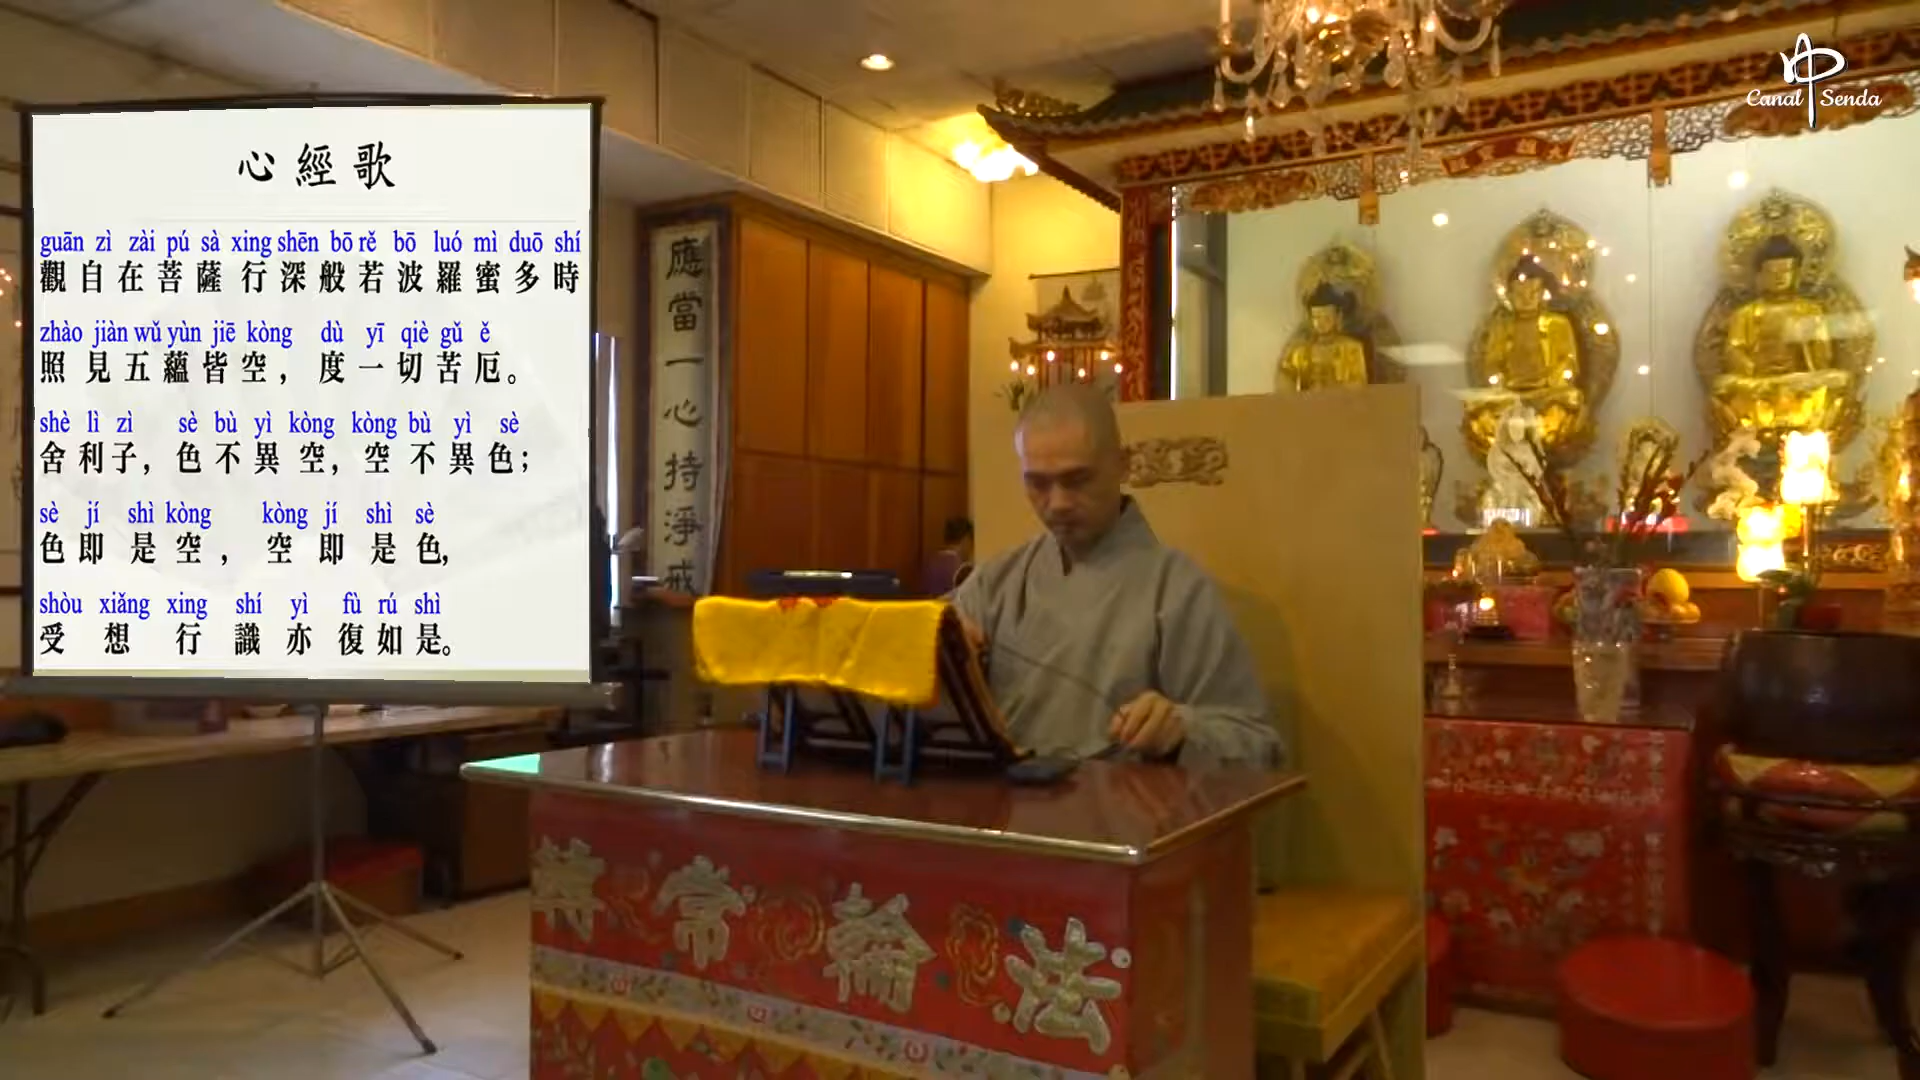 心經歌
guān zì zài pú sà xing shēn bō rě bō luó mì duō shí
觀自在菩薩行深般若波羅蜜多時
zhào jiàn wǔ yùn jiē kòng dù yī qiè gǔ ě
照見五蘊皆空，度一切苦厄。
shè lì zì sè bù yì kòng kòng bù yì sè
舍利子，色不異空，空不異色；
sè jí shì kòng kòng jí shì sè
色即是空，空即是色，
shòu xiǎng xing shí yì fù rú shì
受想行識亦復如是。
應當一心持淨戒
法輪常轉
Canal Senda